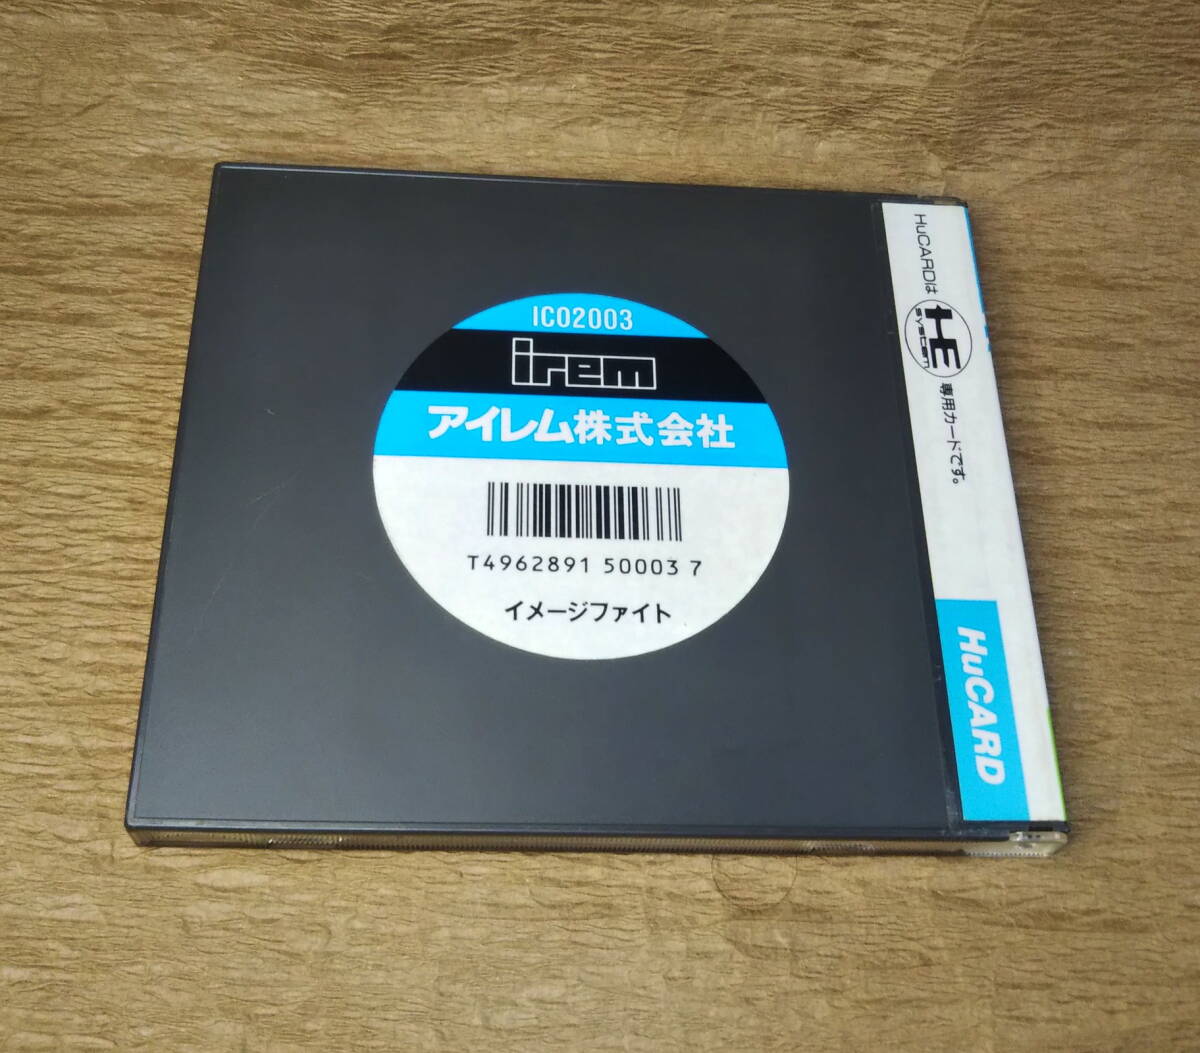 IC02003
irem
アイレム株式会社
T4962891 50003 7
イメージファイト
HuCARDは HE SYSTEM 専用カードです。
HuCARD